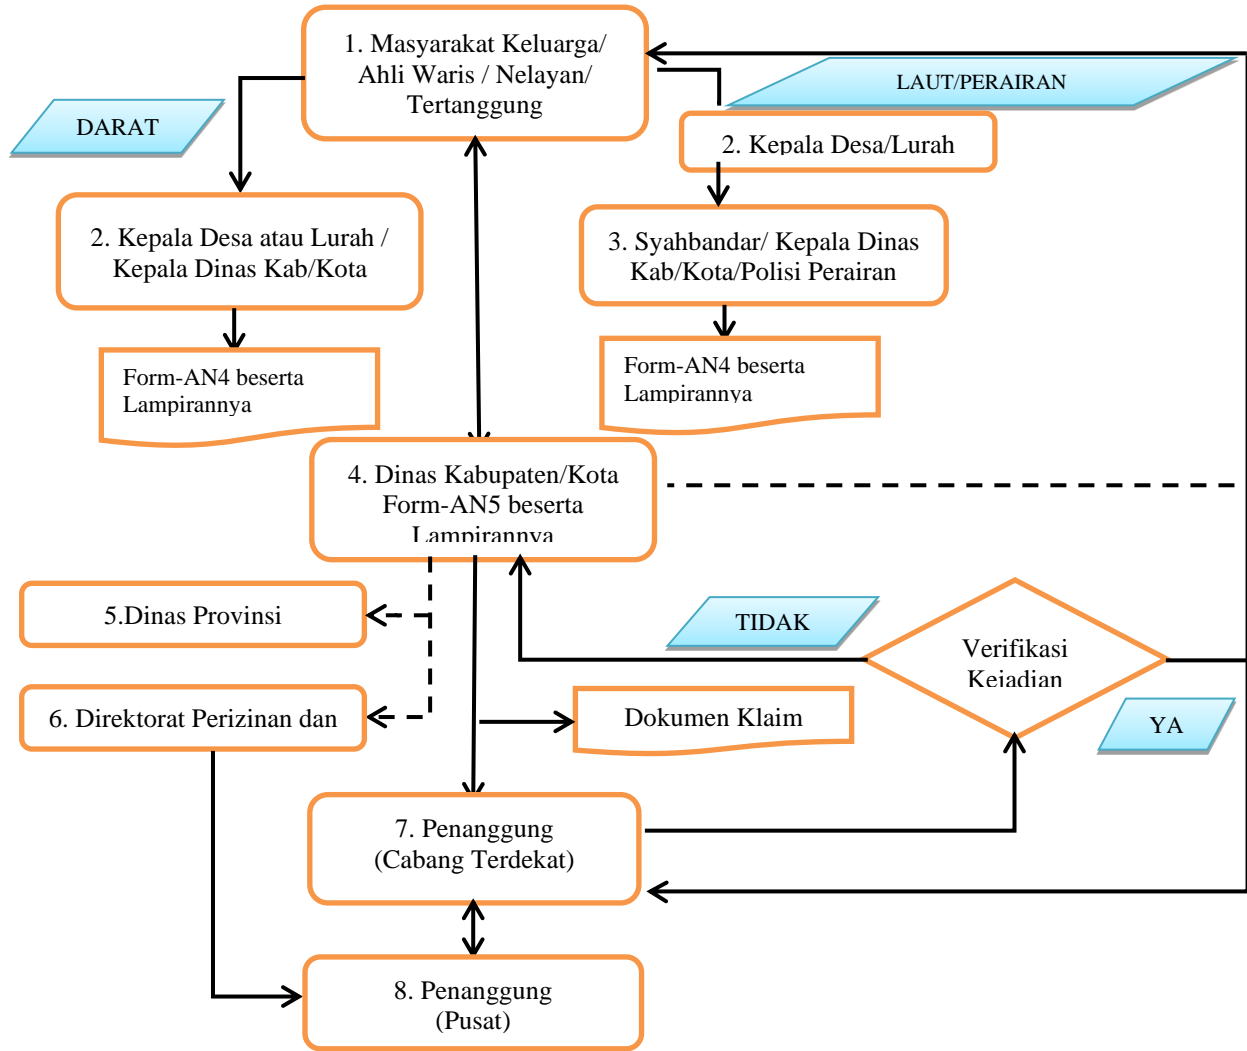 1. Masyarakat Keluarga/
Ahli Waris / Nelayan/
Tertanggung
LAUT/PERAIRAN
DARAT
2. Kepala Desa/Lurah
2. Kepala Desa atau Lurah /
Kepala Dinas Kab/Kota
3. Syahbandar/ Kepala Dinas
Kab/Kota/Polisi Perairan
Form-AN4 beserta
Lampirannya
Form-AN4 beserta
Lampirannya
4. Dinas Kabupaten/Kota
Form-AN5 beserta
Lampirannya
5.Dinas Provinsi
TIDAK
Verifikasi
Kejadian
6. Direktorat Perizinan dan
Dokumen Klaim
YA
7. Penanggung
(Cabang Terdekat)
8. Penanggung
(Pusat)